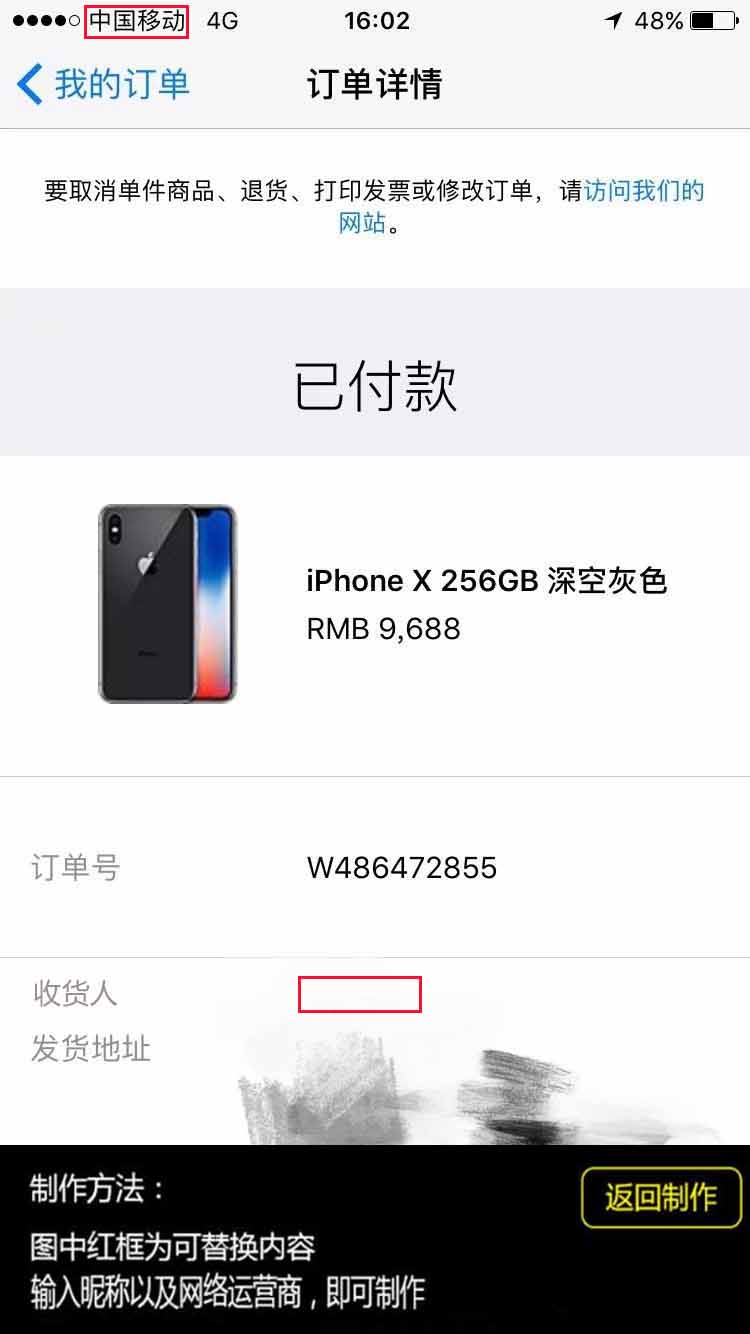 中国移动 4G 16:02 48%
我的订单 订单详情
要取消单件商品、退货、打印发票或修改订单，请访问我们的
网站。
已付款
iPhone X 256GB 深空灰色
RMB 9,688
订单号 W486472855
收货人
发货地址
制作方法：
返回制作
图中红框为可替换内容
输入昵称以及网络运营商，即可制作